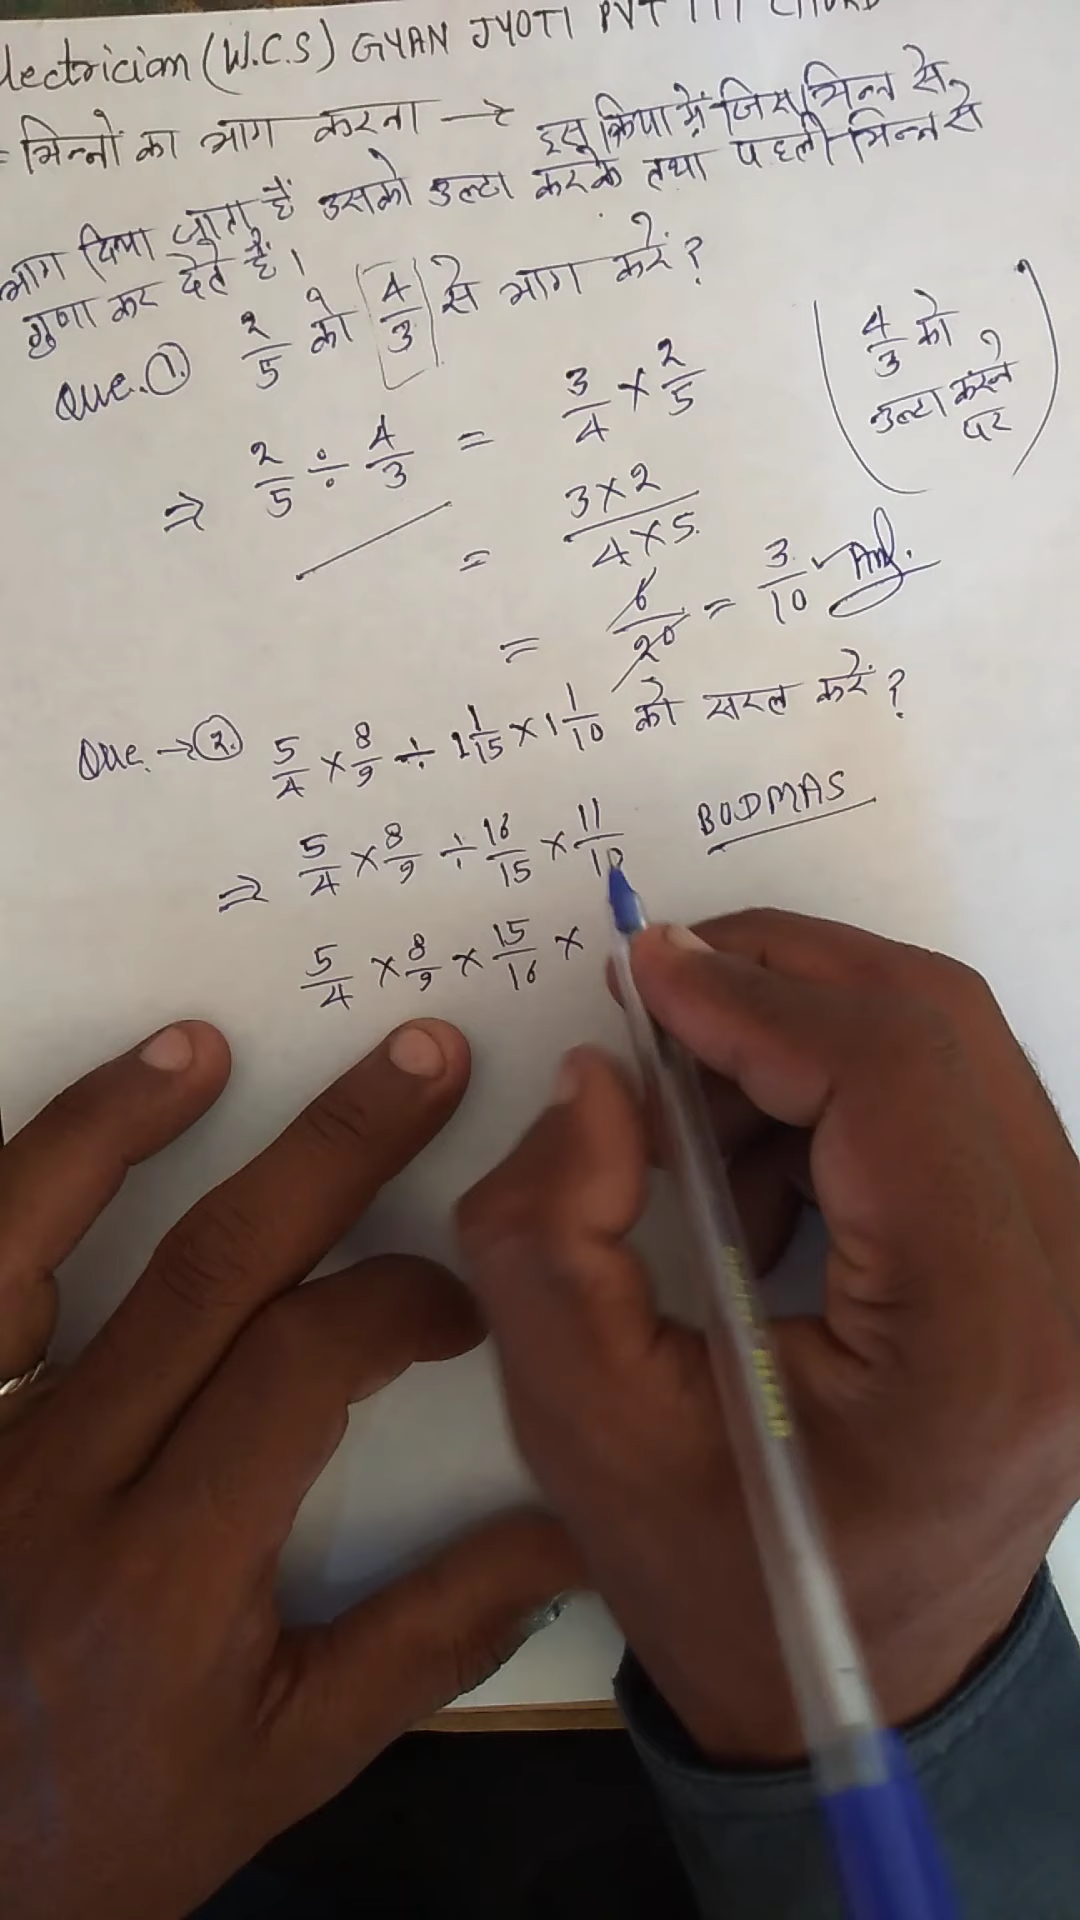 lectrician (W.C.S) GYAN JYOTI PVT ITI
भिन्नों का भाग करना → इस क्रिया में जिस भिन्न से
भाग दिया जाता हैं उसको उल्टा करके तथा पहली भिन्न से
गुणा कर देते हैं।
Que. ①. 2/5 को 4/3 से भाग करें?
⇒ 2/5 ÷ 4/3 = 3/4 × 2/5
(4/3 को
उल्टा करने
पर)
= 3×2/4×5
= 6/20 = 3/10 Ans.
Que. → ②. 5/4 × 8/9 ÷ 1 1/15 × 1 1/10 को सरल करें?
⇒ 5/4 × 8/9 ÷ 16/15 × 11/10
BODMAS
5/4 × 8/9 × 15/16 ×